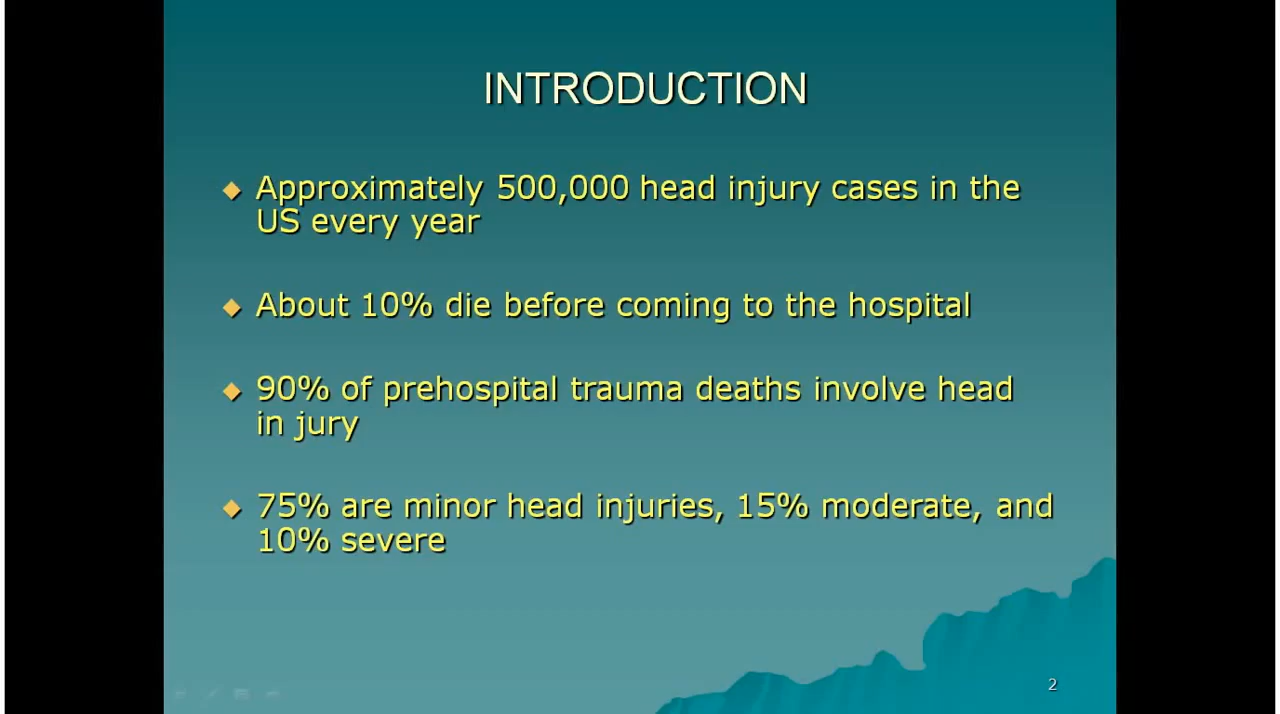 INTRODUCTION
Approximately 500,000 head injury cases in the
US every year
About 10% die before coming to the hospital
90% of prehospital trauma deaths involve head
in jury
75% are minor head injuries, 15% moderate, and
10% severe
2